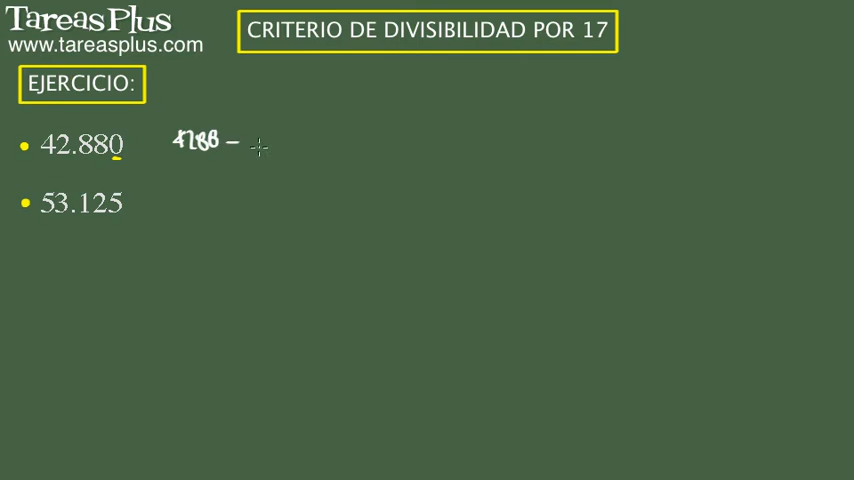 TareasPlus
www.tareasplus.com
CRITERIO DE DIVISIBILIDAD POR 17
EJERCICIO:
• 42.880 4288 –
• 53.125